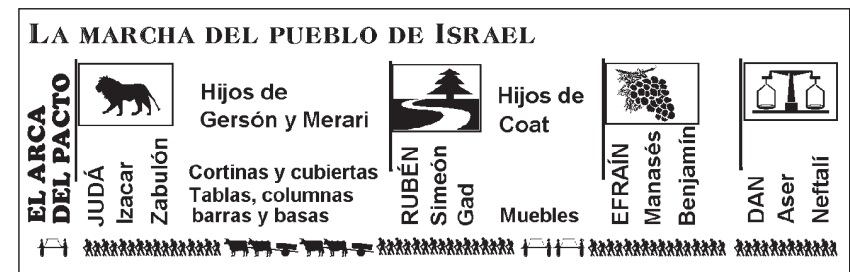 LA MARCHA DEL PUEBLO DE ISRAEL
EL ARCA
DEL PACTO
JUDÁ
Izacar
Zabulón
Hijos de
Gersón y Merari
Cortinas y cubiertas
Tablas, columnas
barras y basas
RUBÉN
Simeón
Gad
Hijos de
Coat
Muebles
EFRAÍN
Manasés
Benjamín
DAN
Aser
Neftalí